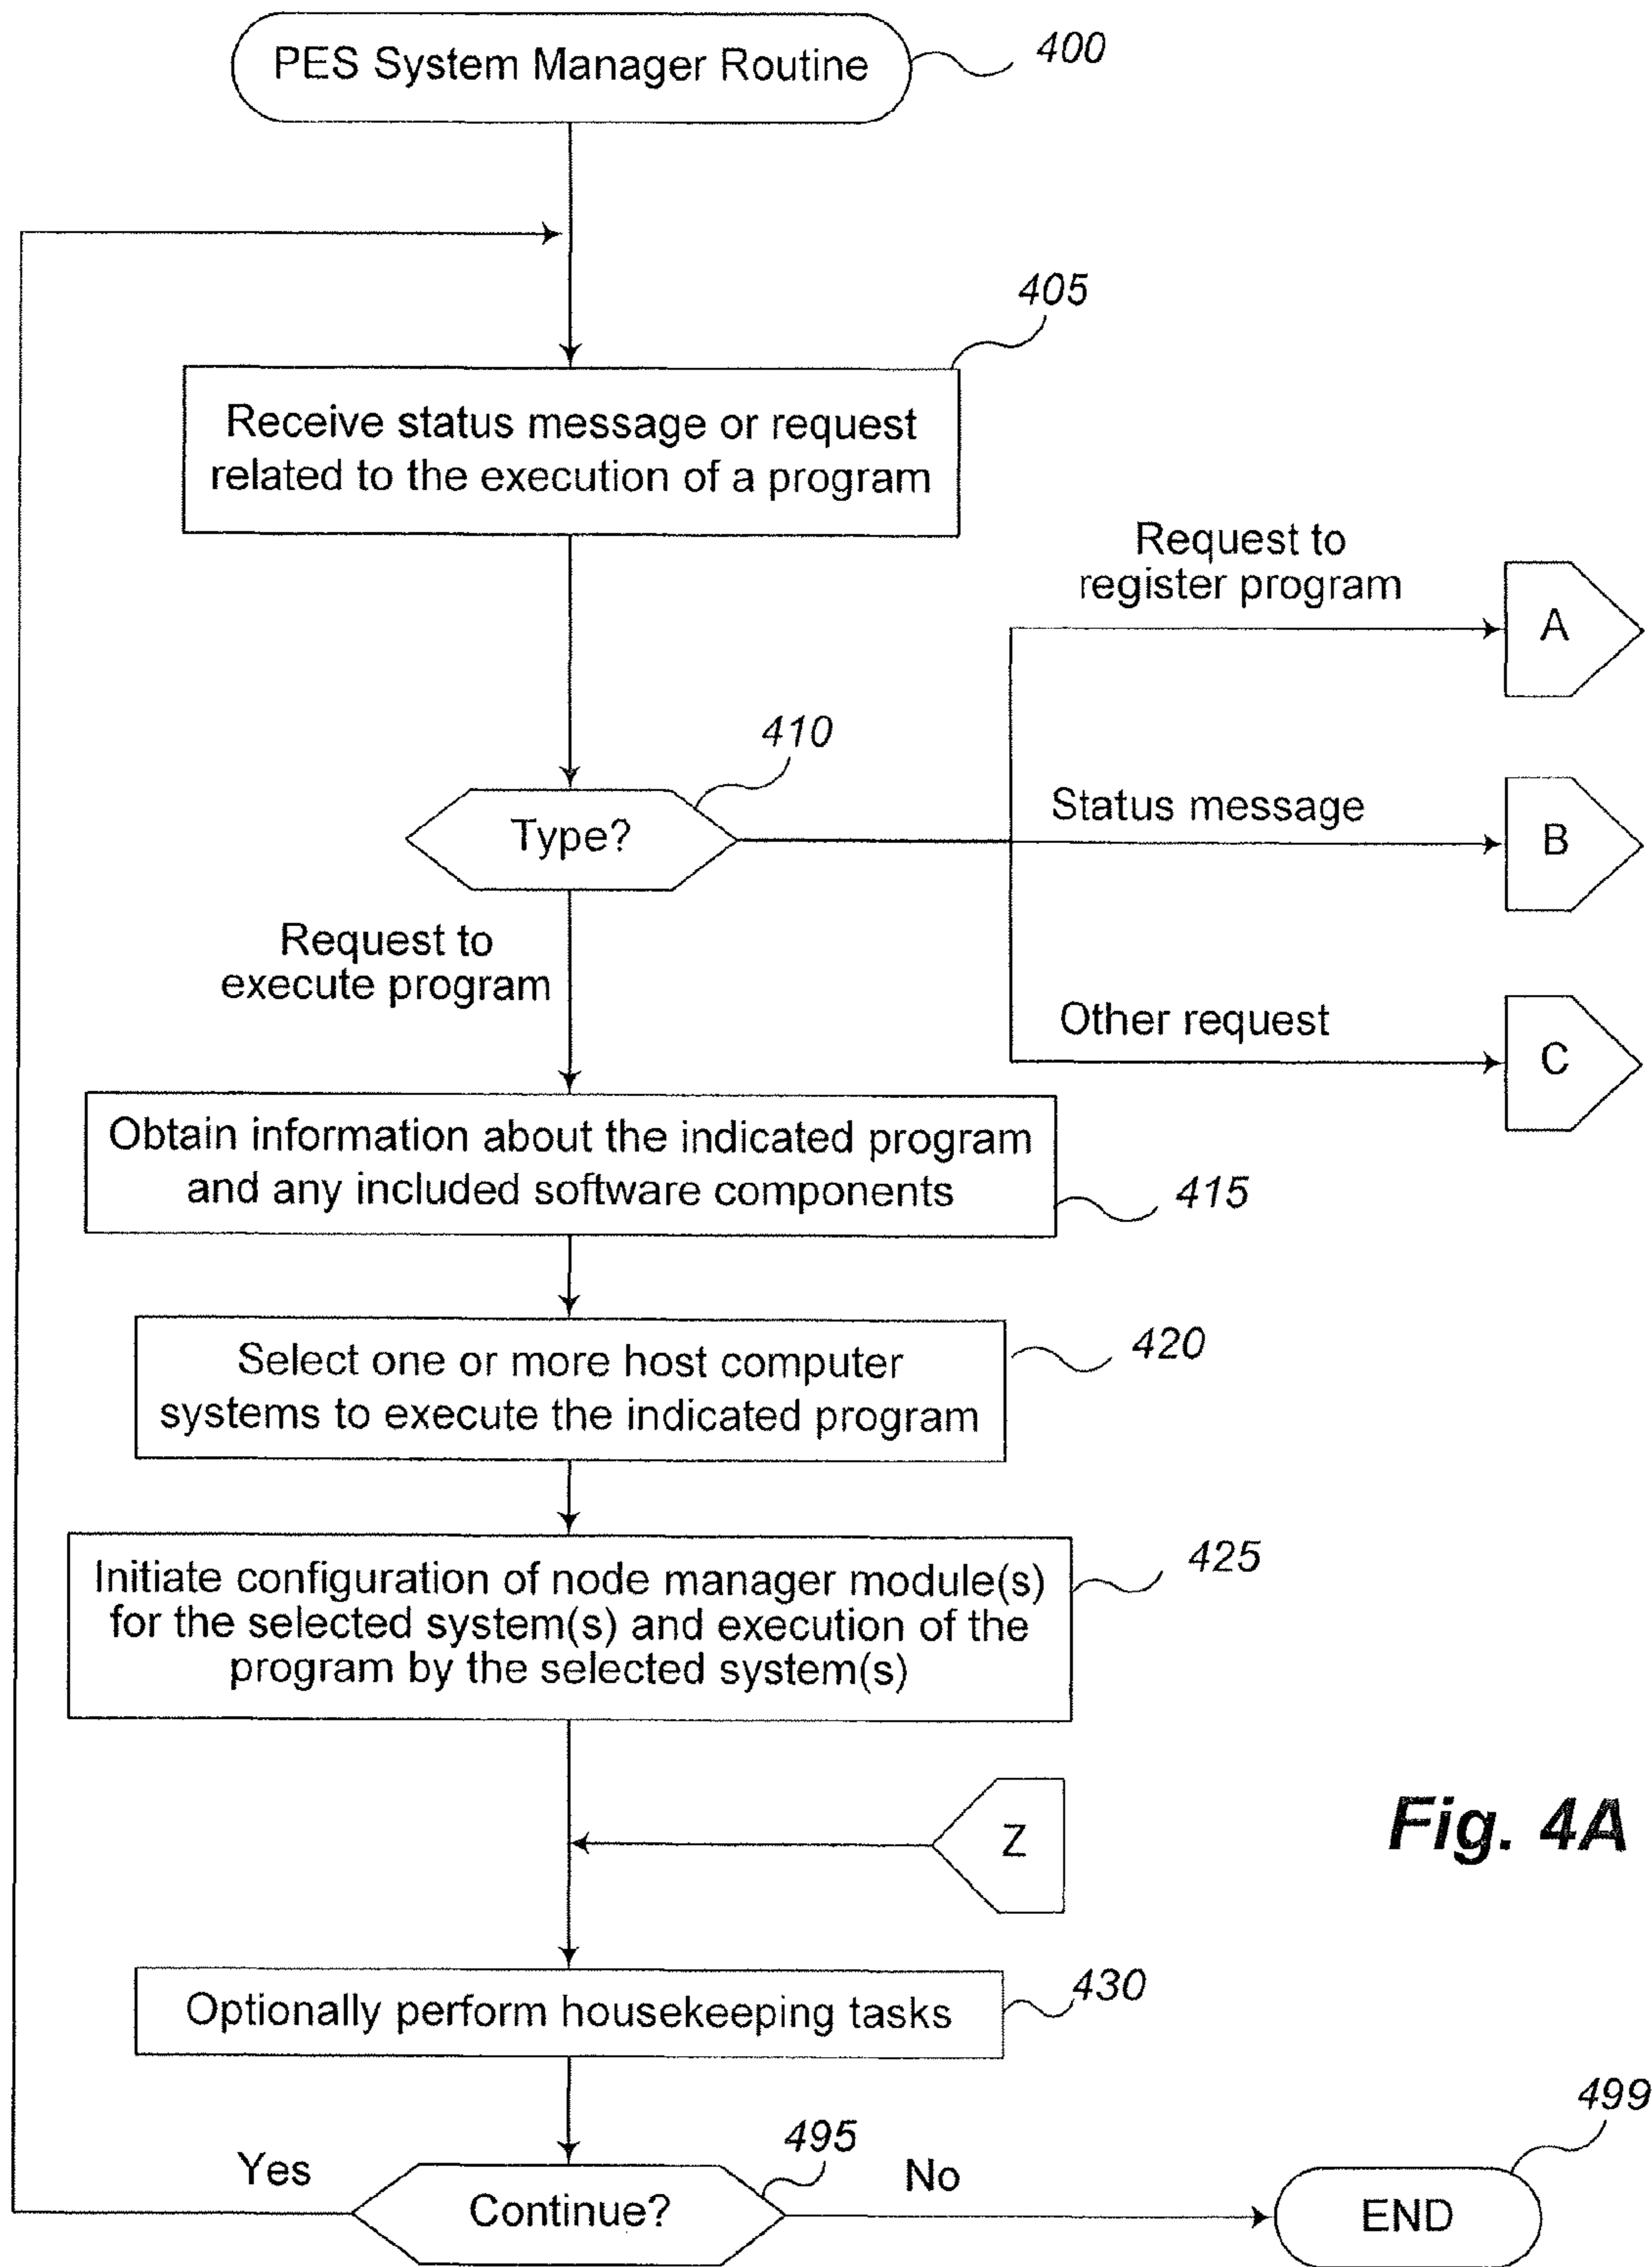 PES System Manager Routine
400
405
Receive status message or request
related to the execution of a program
Request to
register program
A
410
Type?
Status message
B
Request to
execute program
Other request
C
Obtain information about the indicated program
and any included software components
415
Select one or more host computer
systems to execute the indicated program
420
Initiate configuration of node manager module(s)
for the selected system(s) and execution of the
program by the selected system(s)
425
Z
Fig. 4A
Optionally perform housekeeping tasks
430
Yes
495
Continue?
No
499
END